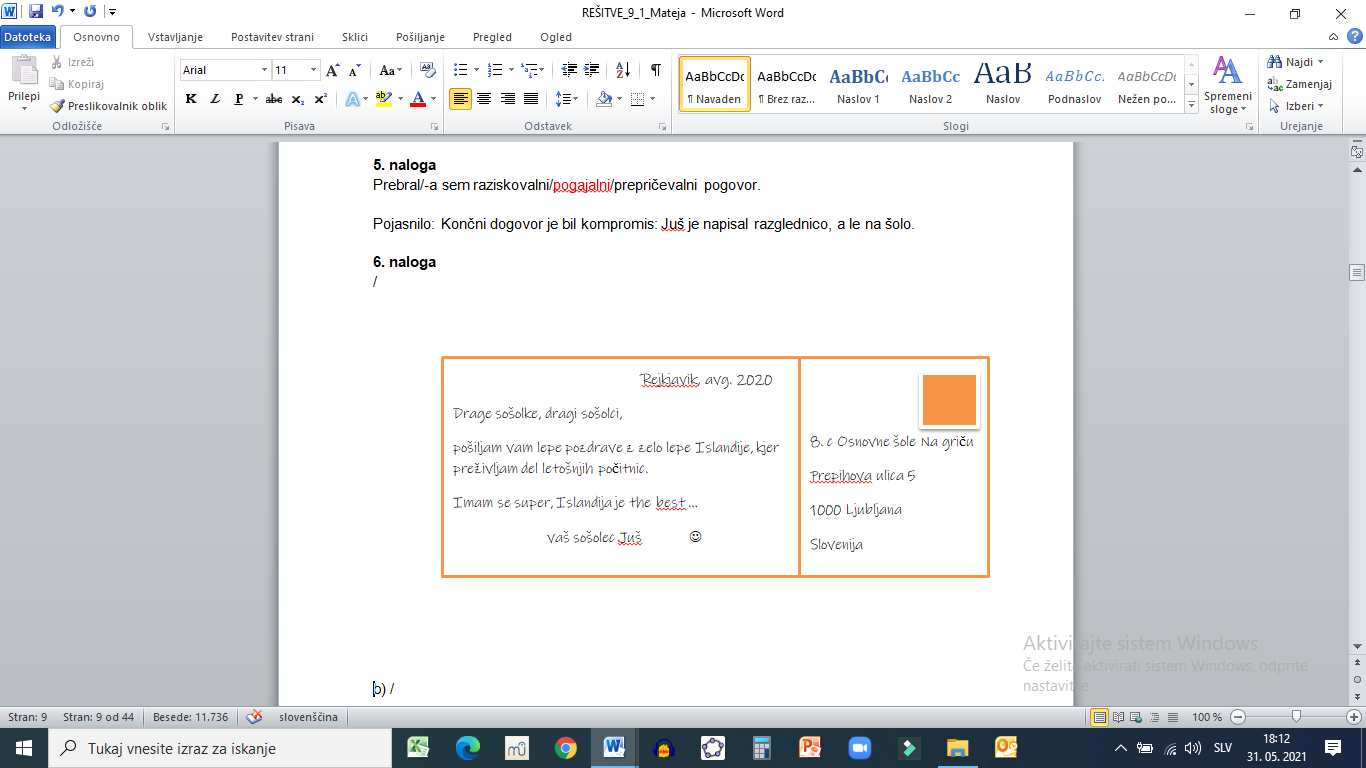 REŠITVE_9_1_Mateja - Microsoft Word
Datoteka Osnovno Vstavljanje Postavitev strani Sklici Pošiljanje Pregled Ogled
Prilepi
Izreži
Kopiraj
Preslikovalnik oblik
Odložišče
Arial 11
Pisava
Odstavek
AaBbCcDc AaBbCcDc AaBbCc AaBbCc AaB AaBbCc. AaBbCcDc
¶ Navaden ¶ Brez raz... Naslov 1 Naslov 2 Naslov Podnaslov Nežen po...
Slogi
Spremeni
sloge
Najdi
Zamenjaj
Izberi
Urejanje
5. naloga
Prebral/-a sem raziskovalni/pogajalni/prepričevalni pogovor.
Pojasnilo: Končni dogovor je bil kompromis: Juš je napisal razglednico, a le na šolo.
6. naloga
/
Rejkjavik, avg. 2020
Drage sošolke, dragi sošolci,
pošiljam vam lepe pozdrave z zelo lepe Islandije, kjer
preživljam del letošnjih počitnic.
Imam se super, Islandija je the best ...
vaš sošolec Juš ☺
8. c Osnovne šole Na griču
Prepihova ulica 5
1000 Ljubljana
Slovenija
b) /
Aktivirajte sistem Windows
Če želite aktivirati sistem Windows, odprite
nastavitve.
Stran: 9 Stran: 9 od 44 Besede: 11.736 slovenščina 100 %
Tukaj vnesite izraz za iskanje
SLV
18:12
31. 05. 2021